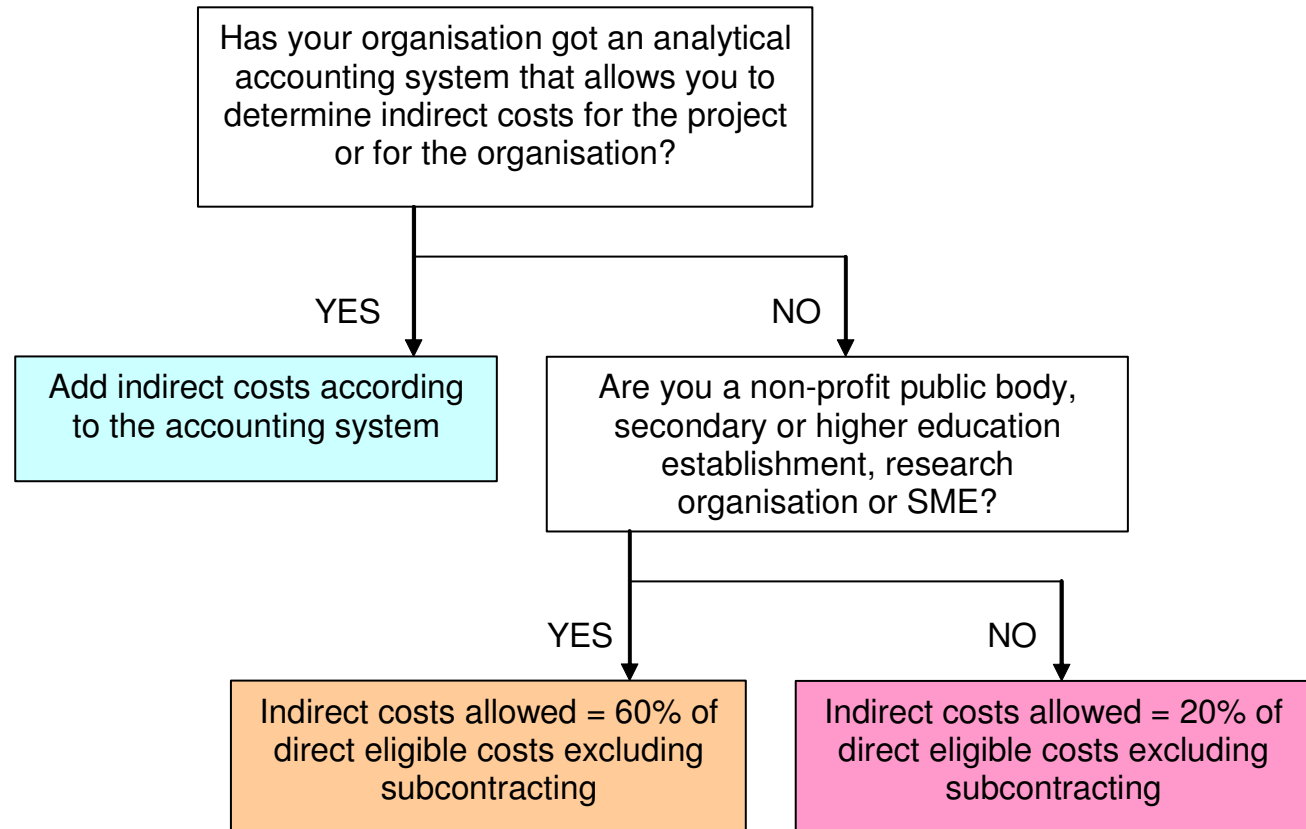 Has your organisation got an analytical
accounting system that allows you to
determine indirect costs for the project
or for the organisation?
YES
NO
Add indirect costs according
to the accounting system
Are you a non-profit public body,
secondary or higher education
establishment, research
organisation or SME?
YES
NO
Indirect costs allowed = 60% of
direct eligible costs excluding
subcontracting
Indirect costs allowed = 20% of
direct eligible costs excluding
subcontracting